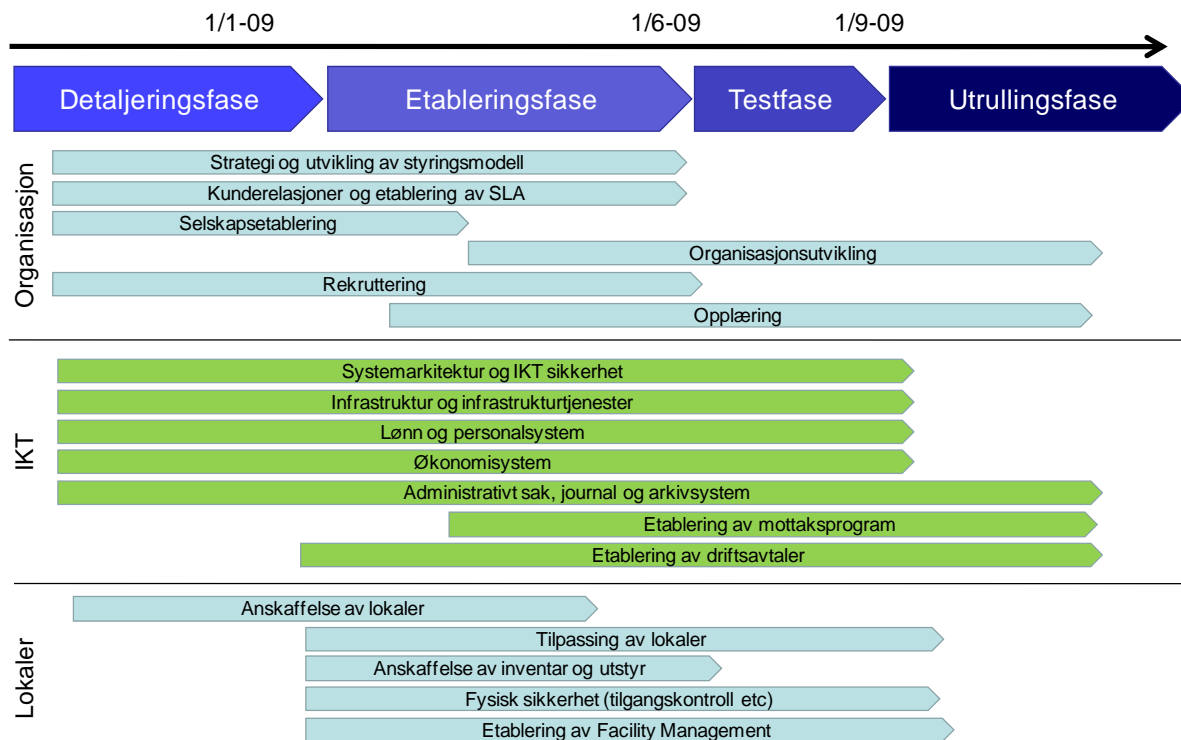 1/1-09
1/6-09
1/9-09
Detaljeringsfase
Etableringsfase
Testfase
Utrullingsfase
Organisasjon
Strategi og utvikling av styringsmodell
Kunderelasjoner og etablering av SLA
Selskapsetablering
Organisasjonsutvikling
Rekruttering
Opplæring
IKT
Systemarkitektur og IKT sikkerhet
Infrastruktur og infrastrukturtjenester
Lønn og personalsystem
Økonomisystem
Administrativt sak, journal og arkivsystem
Etablering av mottaksprogram
Etablering av driftsavtaler
Lokaler
Anskaffelse av lokaler
Tilpassing av lokaler
Anskaffelse av inventar og utstyr
Fysisk sikkerhet (tilgangskontroll etc)
Etablering av Facility Management